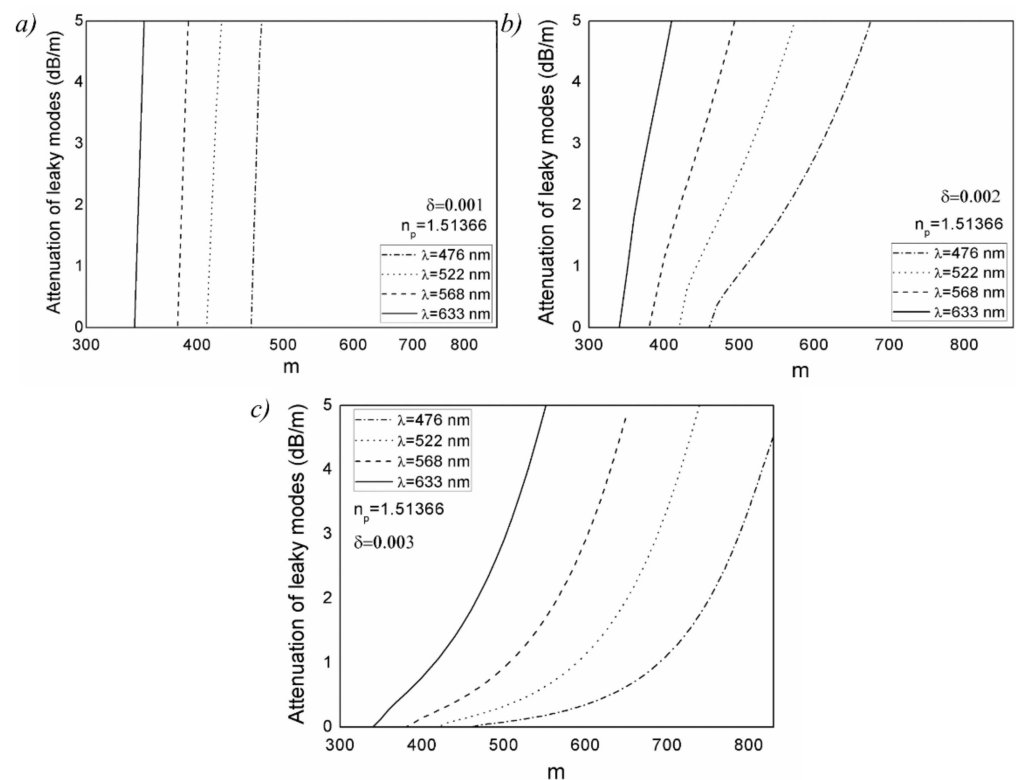 a)
Attenuation of leaky modes (dB/m)
5
4
3
2
1
0
δ=0.001
np=1.51366
λ=476 nm
λ=522 nm
λ=568 nm
λ=633 nm
300 400 500 600 700 800
m
b)
Attenuation of leaky modes (dB/m)
5
4
3
2
1
0
δ=0.002
np=1.51366
λ=476 nm
λ=522 nm
λ=568 nm
λ=633 nm
300 400 500 600 700 800
m
c)
Attenuation of leaky modes (dB/m)
5
4
3
2
1
0
λ=476 nm
λ=522 nm
λ=568 nm
λ=633 nm
np=1.51366
δ=0.003
300 400 500 600 700 800
m